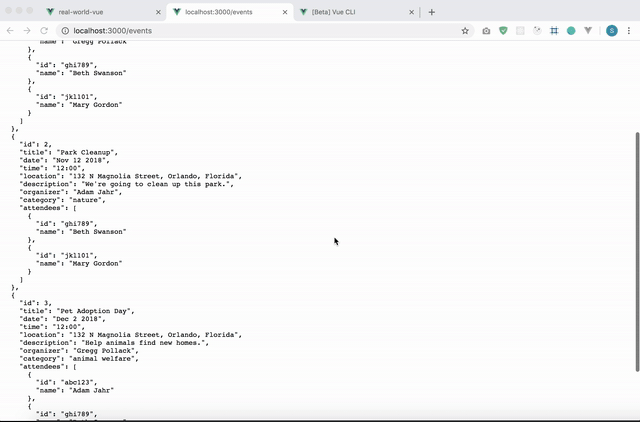 real-world-vue
localhost:3000/events
[Beta] Vue CLI
localhost:3000/events
S
"name": "Gregg Pollack"
},
{
"id": "ghi789",
"name": "Beth Swanson"
},
{
"id": "jkl101",
"name": "Mary Gordon"
}
]
},
{
"id": 2,
"title": "Park Cleanup",
"date": "Nov 12 2018",
"time": "12:00",
"location": "132 N Magnolia Street, Orlando, Florida",
"description": "We're going to clean up this park.",
"organizer": "Adam Jahr",
"category": "nature",
"attendees": [
{
"id": "ghi789",
"name": "Beth Swanson"
},
{
"id": "jkl101",
"name": "Mary Gordon"
}
]
},
{
"id": 3,
"title": "Pet Adoption Day",
"date": "Dec 2 2018",
"time": "12:00",
"location": "132 N Magnolia Street, Orlando, Florida",
"description": "Help animals find new homes.",
"organizer": "Gregg Pollack",
"category": "animal welfare",
"attendees": [
{
"id": "abc123",
"name": "Adam Jahr"
},
{
"id": "ghi789",